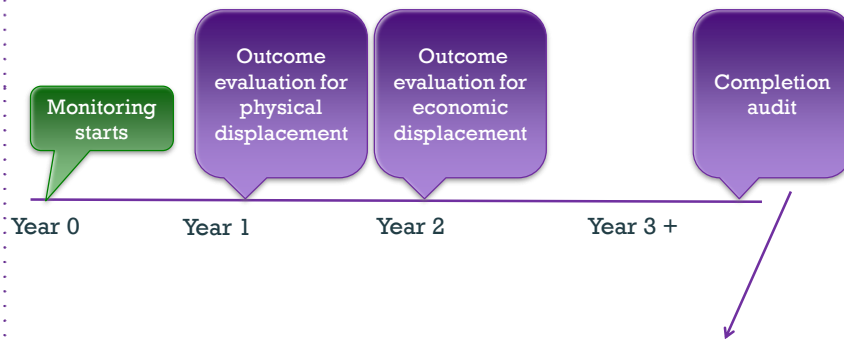 Monitoring
starts
Outcome
evaluation for
physical
displacement
Outcome
evaluation for
economic
displacement
Completion
audit
Year 0
Year 1
Year 2
Year 3 +